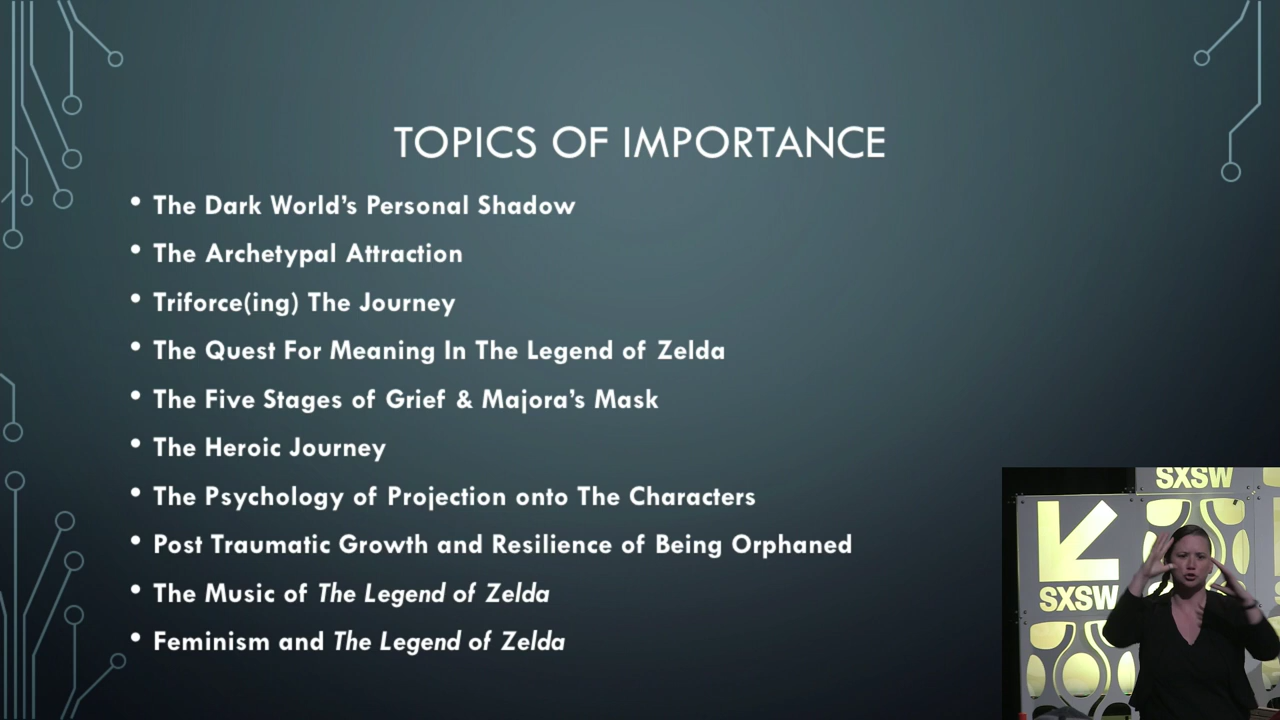 TOPICS OF IMPORTANCE
• The Dark World’s Personal Shadow
• The Archetypal Attraction
• Triforce(ing) The Journey
• The Quest For Meaning In The Legend of Zelda
• The Five Stages of Grief & Majora’s Mask
• The Heroic Journey
• The Psychology of Projection onto The Characters
• Post Traumatic Growth and Resilience of Being Orphaned
• The Music of The Legend of Zelda
• Feminism and The Legend of Zelda
SXSW
SXSW